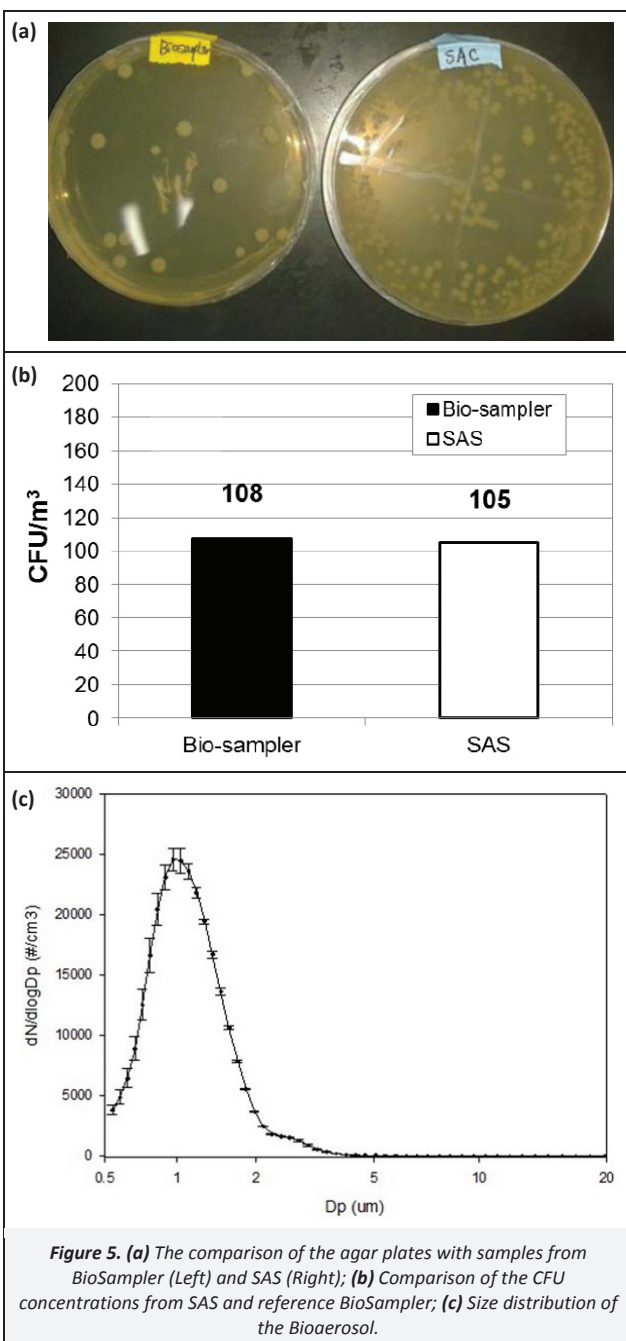 (a)
Biosampler
SAC
(b)
200
180
160
140
120
100
80
60
40
20
0
CFU/m³
Bio-sampler
SAS
108
105
Bio-sampler
SAS
(c)
30000
25000
20000
15000
10000
5000
0
dN/dlogDp (#/cm3)
0.5
1
2
5
10
20
Dp (um)
Figure 5. (a) The comparison of the agar plates with samples from
BioSampler (Left) and SAS (Right); (b) Comparison of the CFU
concentrations from SAS and reference BioSampler; (c) Size distribution of
the Bioaerosol.